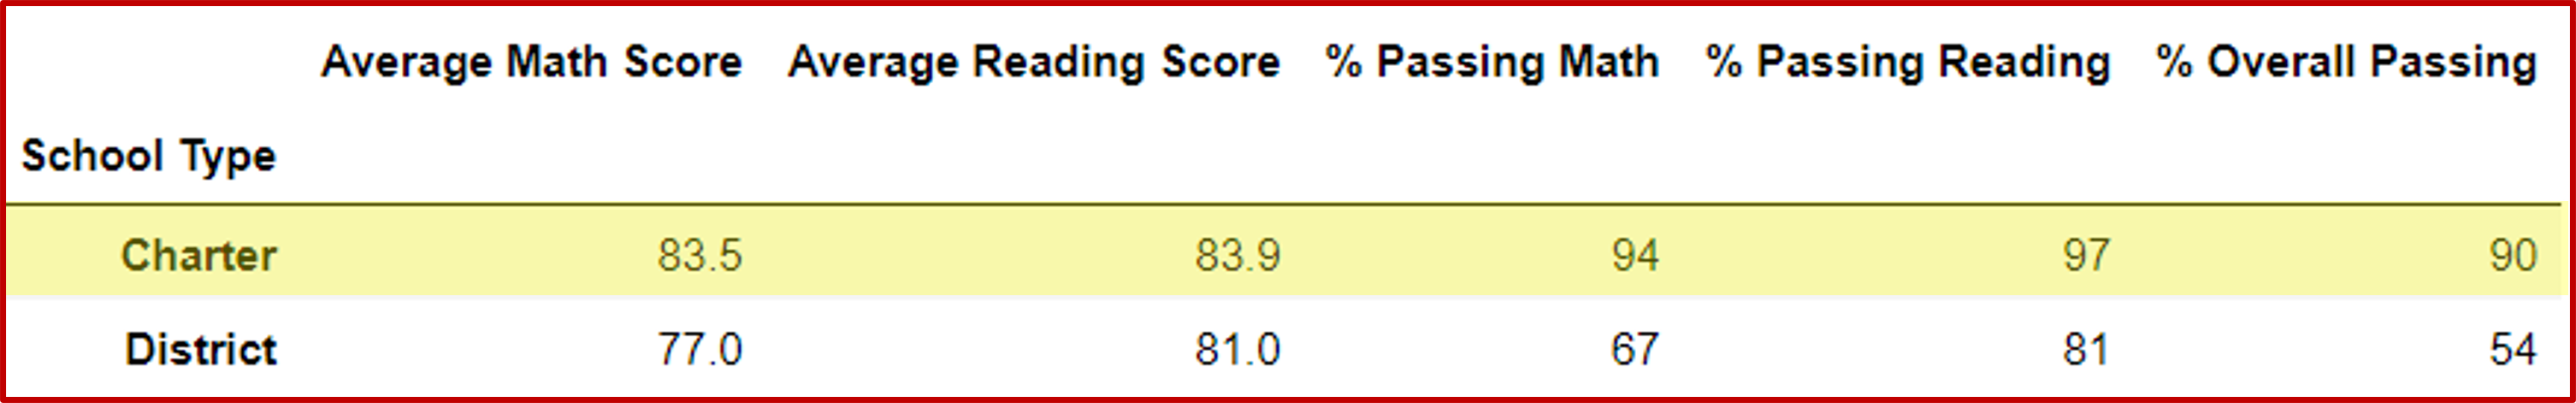 Average Math Score Average Reading Score % Passing Math % Passing Reading % Overall Passing
School Type
Charter 83.5 83.9 94 97 90
District 77.0 81.0 67 81 54